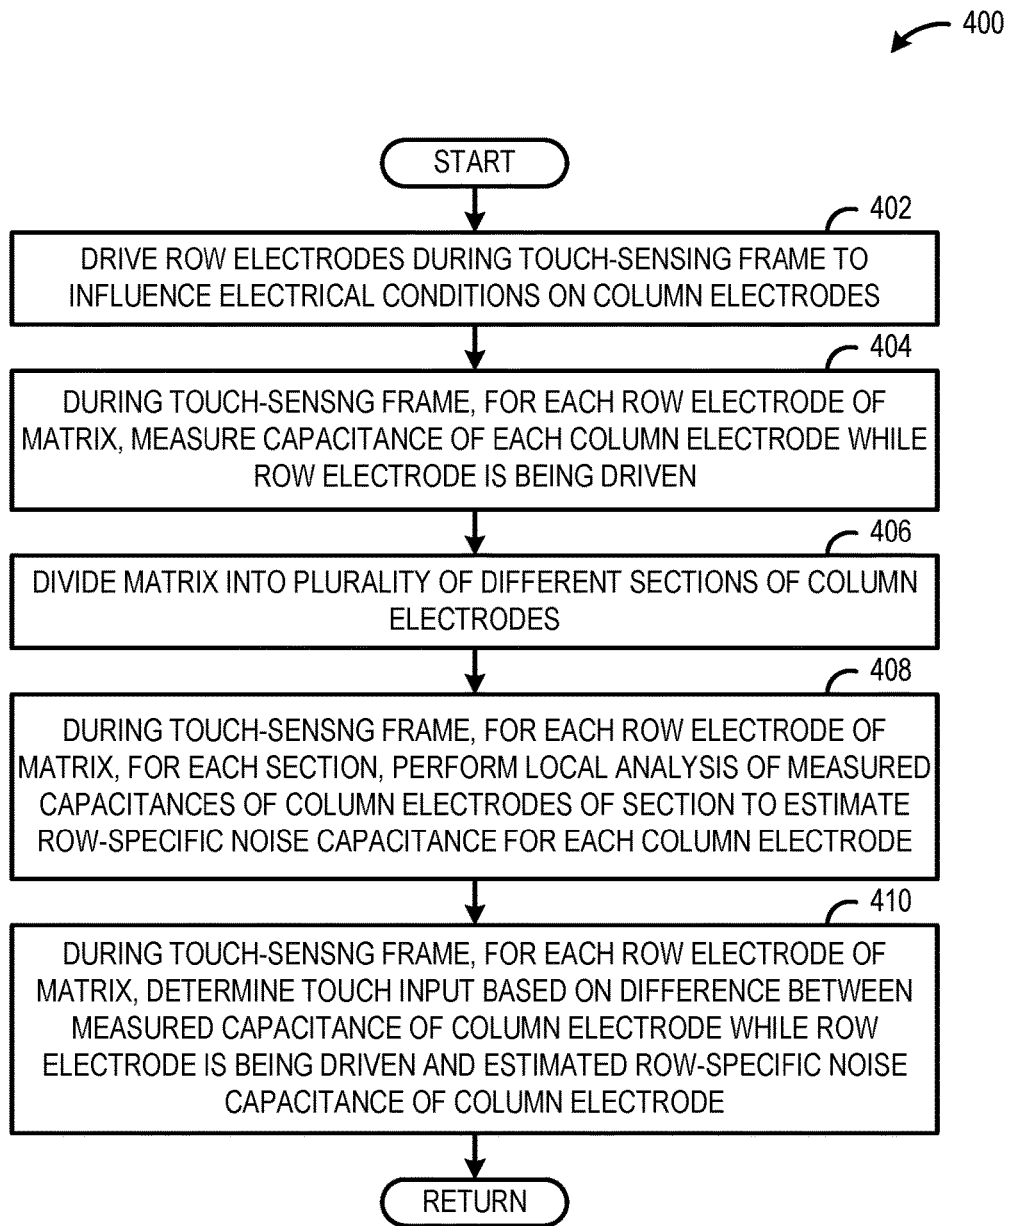 400
START
402
DRIVE ROW ELECTRODES DURING TOUCH-SENSING FRAME TO
INFLUENCE ELECTRICAL CONDITIONS ON COLUMN ELECTRODES
404
DURING TOUCH-SENSNG FRAME, FOR EACH ROW ELECTRODE OF
MATRIX, MEASURE CAPACITANCE OF EACH COLUMN ELECTRODE WHILE
ROW ELECTRODE IS BEING DRIVEN
406
DIVIDE MATRIX INTO PLURALITY OF DIFFERENT SECTIONS OF COLUMN
ELECTRODES
408
DURING TOUCH-SENSNG FRAME, FOR EACH ROW ELECTRODE OF
MATRIX, FOR EACH SECTION, PERFORM LOCAL ANALYSIS OF MEASURED
CAPACITANCES OF COLUMN ELECTRODES OF SECTION TO ESTIMATE
ROW-SPECIFIC NOISE CAPACITANCE FOR EACH COLUMN ELECTRODE
410
DURING TOUCH-SENSNG FRAME, FOR EACH ROW ELECTRODE OF
MATRIX, DETERMINE TOUCH INPUT BASED ON DIFFERENCE BETWEEN
MEASURED CAPACITANCE OF COLUMN ELECTRODE WHILE ROW
ELECTRODE IS BEING DRIVEN AND ESTIMATED ROW-SPECIFIC NOISE
CAPACITANCE OF COLUMN ELECTRODE
RETURN